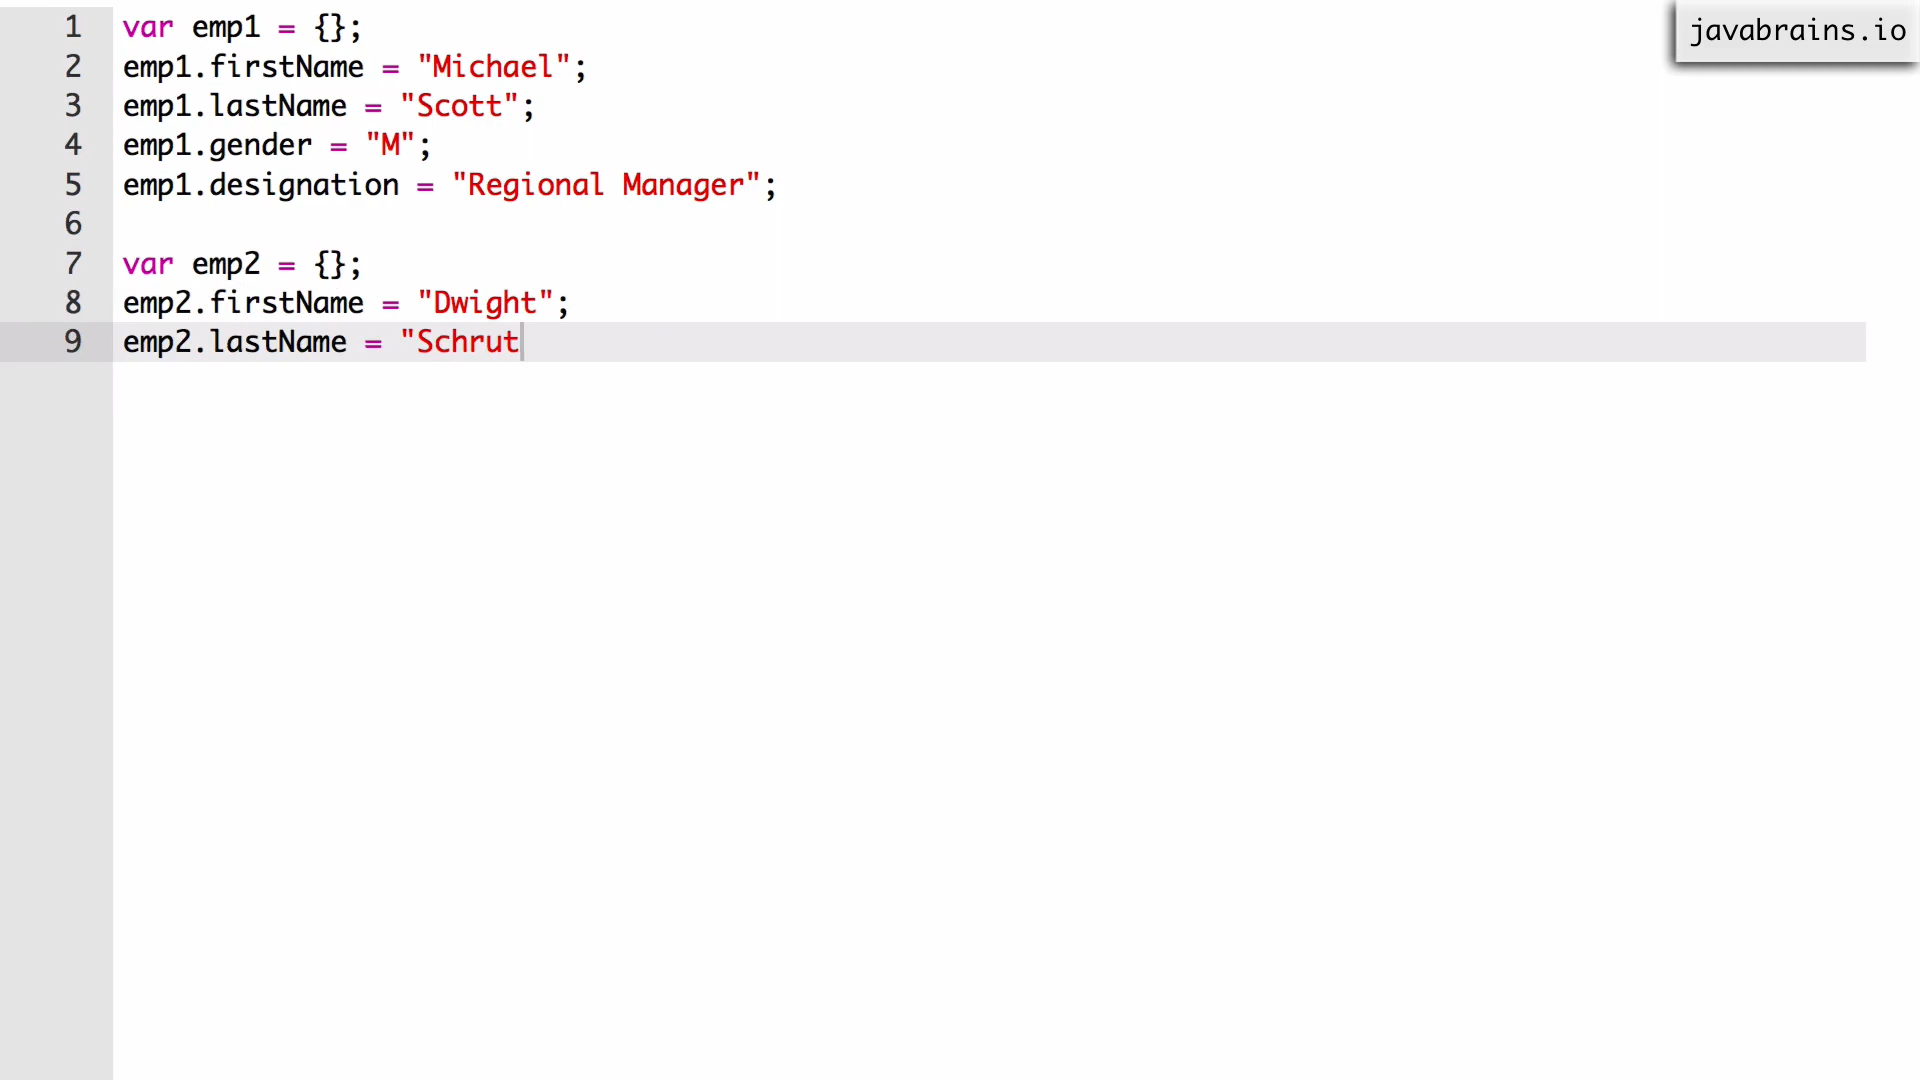 javabrains.io
1 var emp1 = {};
2 emp1.firstName = "Michael";
3 emp1.lastName = "Scott";
4 emp1.gender = "M";
5 emp1.designation = "Regional Manager";
6
7 var emp2 = {};
8 emp2.firstName = "Dwight";
9 emp2.lastName = "Schrut